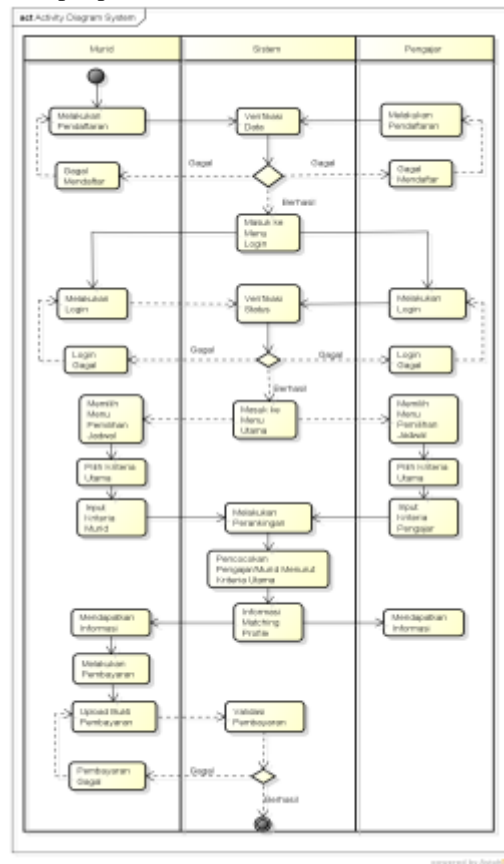 act Activity Diagram System
Murid
Sistem
Pengajar
Melakukan
Pendaftaran
Verifikasi
Data
Melakukan
Pendaftaran
Gagal
Mendaftar
Gagal
Gagal
Gagal
Mendaftar
Berhasil
Masuk ke
Menu
Login
Melakukan
Login
Verifikasi
Status
Melakukan
Login
Login
Gagal
Gagal
Gagal
Login
Gagal
Berhasil
Memilih
Menu
Pemilihan
Jadwal
Masuk ke
Menu
Utama
Memilih
Menu
Pemilihan
Jadwal
Pilih Kriteria
Utama
Pilih Kriteria
Utama
Input
Kriteria
Murid
Melakukan
Perankingan
Input
Kriteria
Pengajar
Pencocokan
Pengajar/Murid Menurut
Kriteria Utama
Mendapatkan
Informasi
Informasi
Matching
Profile
Mendapatkan
Informasi
Melakukan
Pembayaran
Upload Bukti
Pembayaran
Validasi
Pembayaran
Pembayaran
Gagal
Gagal
Berhasil
powered by Astah